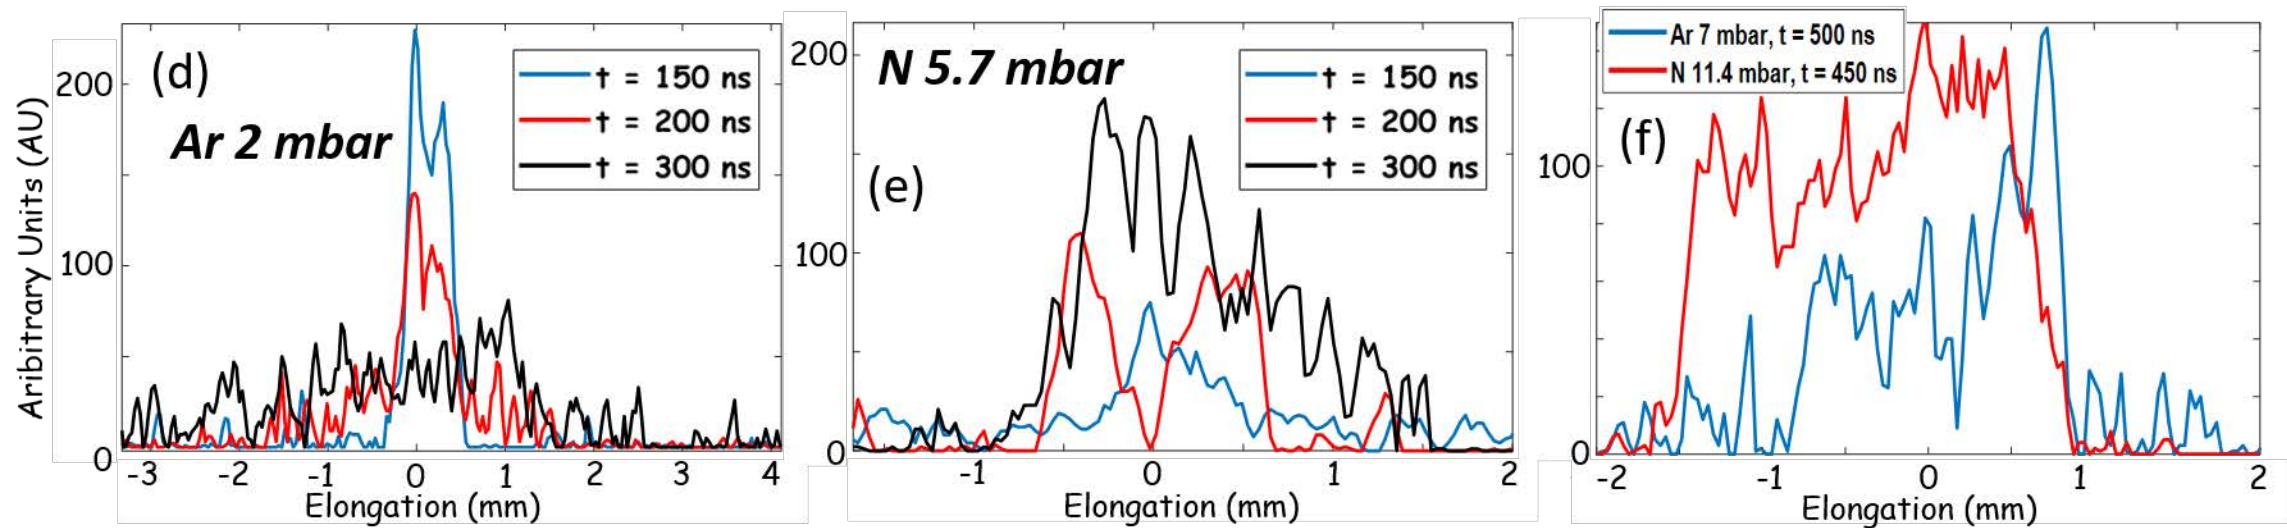 (d)
Ar 2 mbar
t = 150 ns
t = 200 ns
t = 300 ns
Aribitrary Units (AU)
200
100
0
-3 -2 -1 0 1 2 3 4
Elongation (mm)
N 5.7 mbar
(e)
t = 150 ns
t = 200 ns
t = 300 ns
200
100
0
-1 0 1 2
Elongation (mm)
Ar 7 mbar, t = 500 ns
N 11.4 mbar, t = 450 ns
(f)
100
0
-2 -1 0 1 2
Elongation (mm)